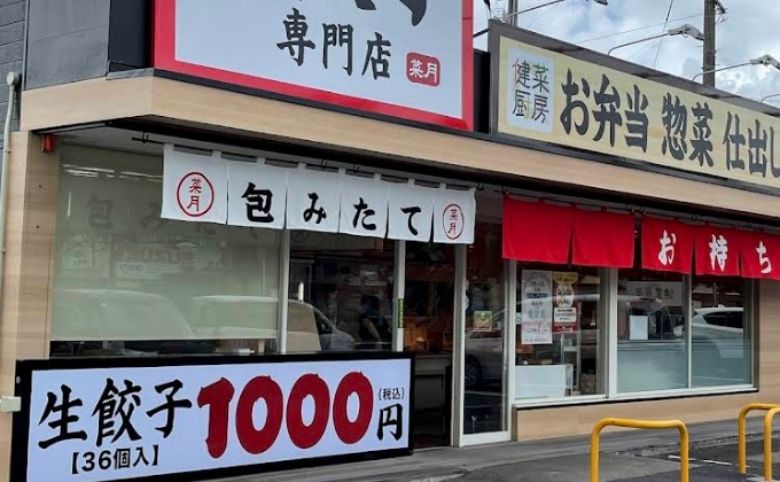 専門店
菜月
健菜
厨房
お弁当 惣菜 仕出し
菜月
包みたて
菜月
お持ち
生餃子1000円
(税込)
【36個入】